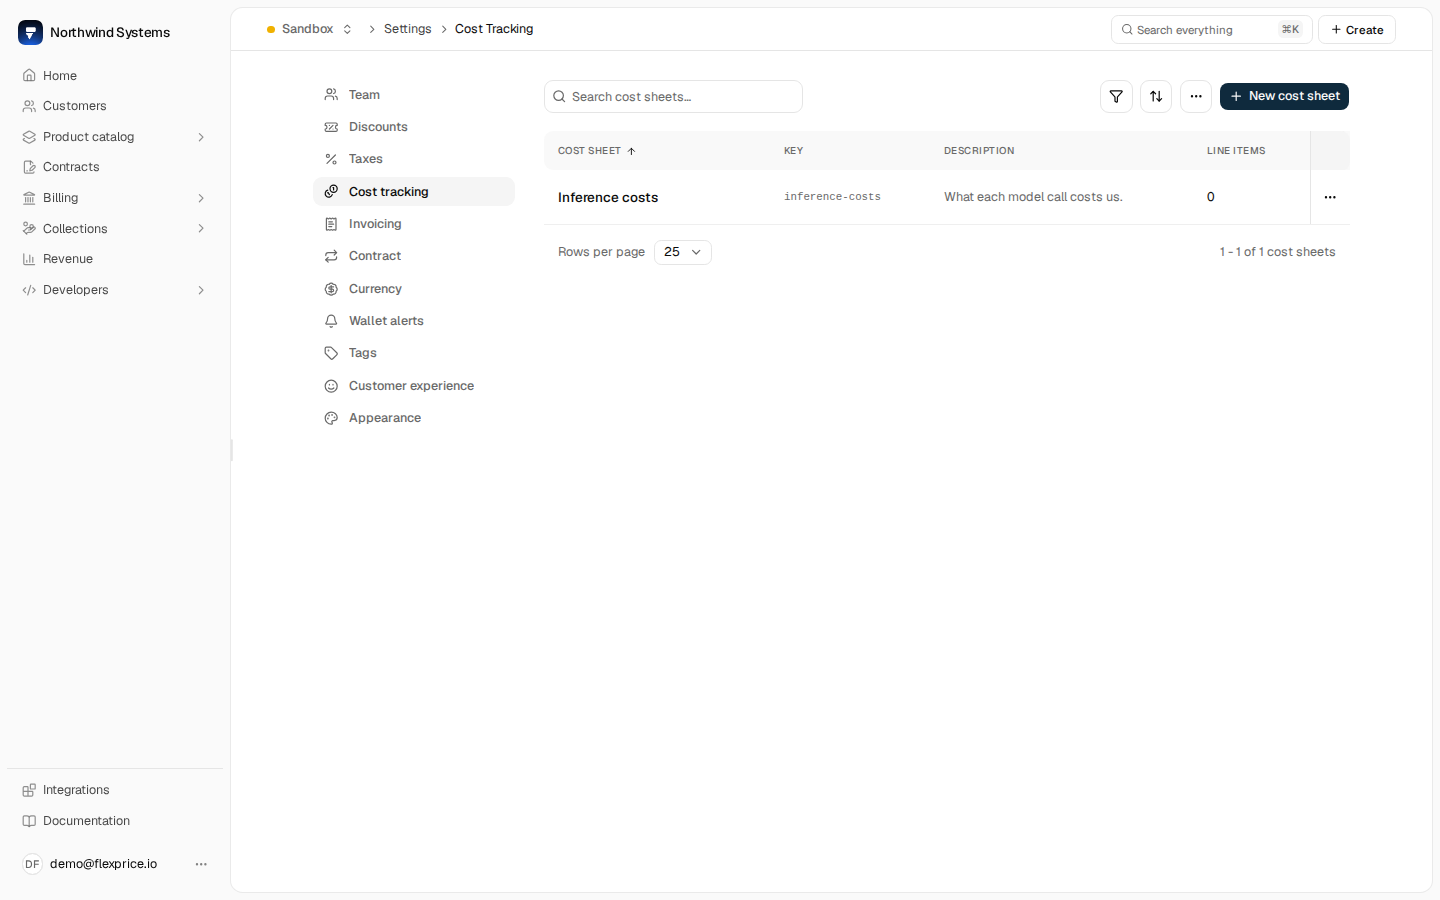 Northwind Systems
Home
Customers
Product catalog
Contracts
Billing
Collections
Revenue
Developers
Integrations
Documentation
DF demo@flexprice.io
Sandbox Settings Cost Tracking
Search everything ⌘K
Create
Team
Discounts
Taxes
Cost tracking
Invoicing
Contract
Currency
Wallet alerts
Tags
Customer experience
Appearance
Search cost sheets...
New cost sheet
COST SHEET KEY DESCRIPTION LINE ITEMS
Inference costs inference-costs What each model call costs us. 0
Rows per page 25 1 - 1 of 1 cost sheets